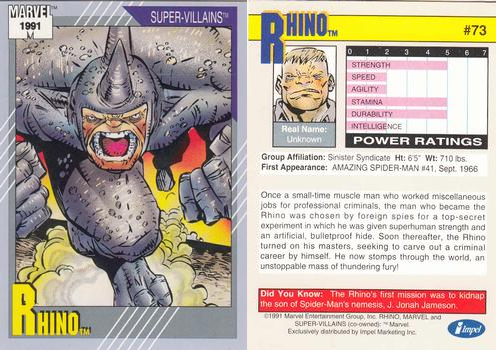 MARVEL
1991
M
SUPER-VILLAINS™
RHINO™
RHINO™
#73
0 1 2 3 4 5 6 7
STRENGTH
SPEED
AGILITY
STAMINA
DURABILITY
INTELLIGENCE
POWER RATINGS
Real Name:
Unknown
Group Affiliation: Sinister Syndicate Ht: 6'5" Wt: 710 lbs.
First Appearance: AMAZING SPIDER-MAN #41, Sept. 1966
Once a small-time muscle man who worked miscellaneous
jobs for professional criminals, the man who became the
Rhino was chosen by foreign spies for a top-secret
experiment in which he was given superhuman strength and
an artificial, bulletproof hide. Soon thereafter, the Rhino
turned on his masters, seeking to carve out a criminal
career by himself. He now stomps through the world, an
unstoppable mass of thundering fury!
Did You Know: The Rhino's first mission was to kidnap
the son of Spider-Man's nemesis, J. Jonah Jameson.
©1991 Marvel Entertainment Group, Inc. RHINO, MARVEL and
SUPER-VILLAINS (co-owned): ™ Marvel.
Exclusively distributed by Impel Marketing Inc.
impel